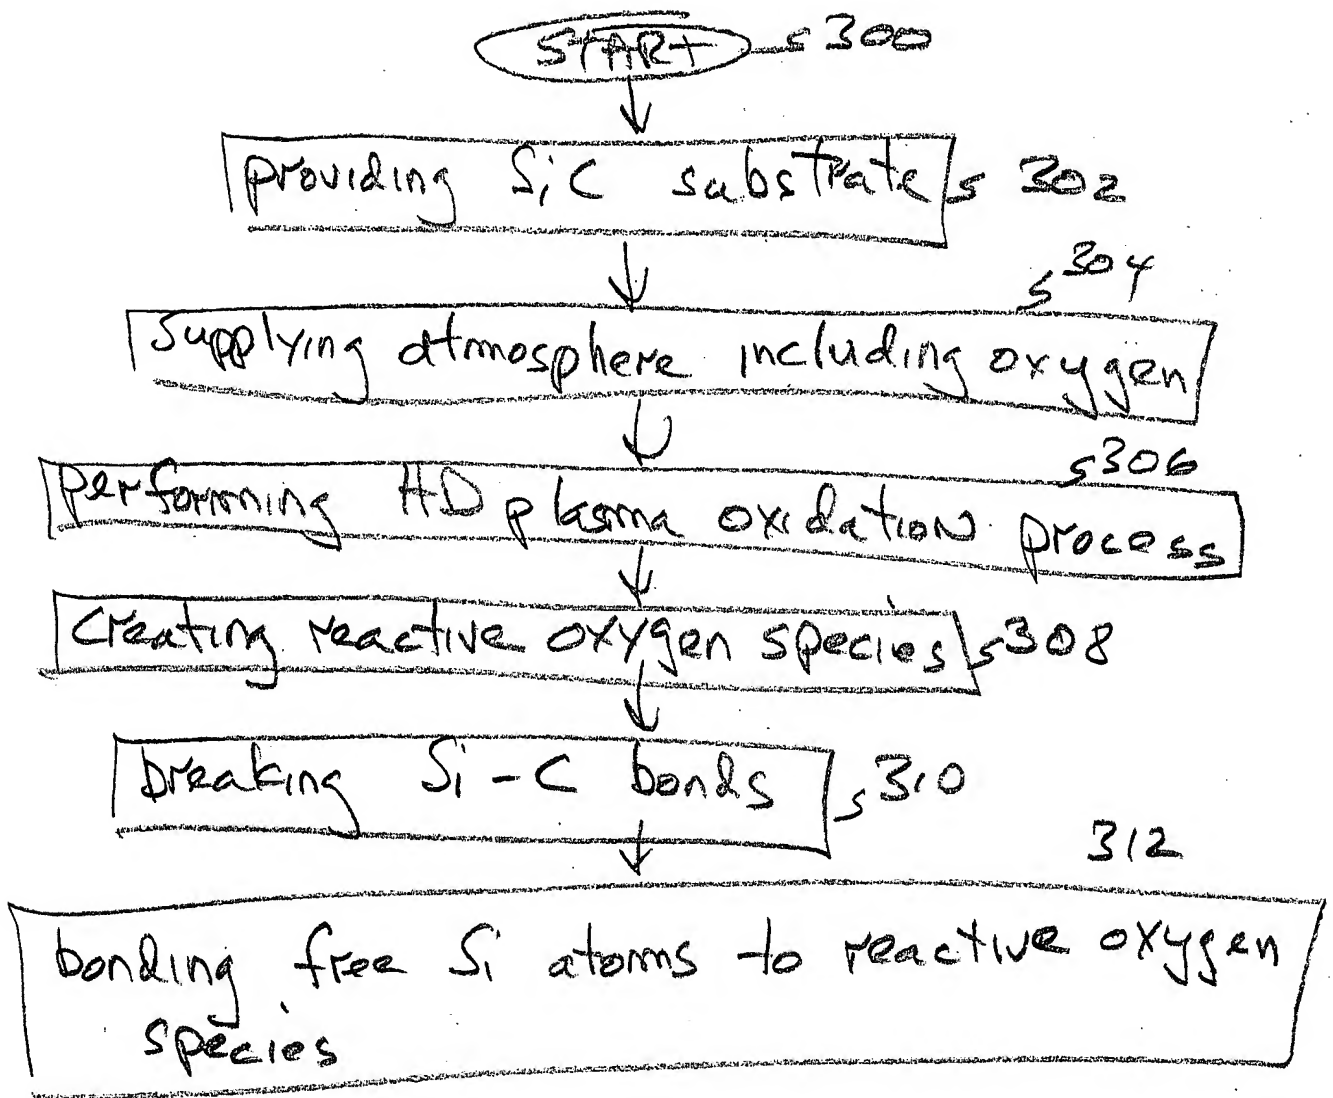 START 300
providing SiC substrate 302
304
supplying atmosphere including oxygen
306
performing HD plasma oxidation process
creating reactive oxygen species 308
breaking Si-C bonds 310
312
bonding free Si atoms to reactive oxygen
species